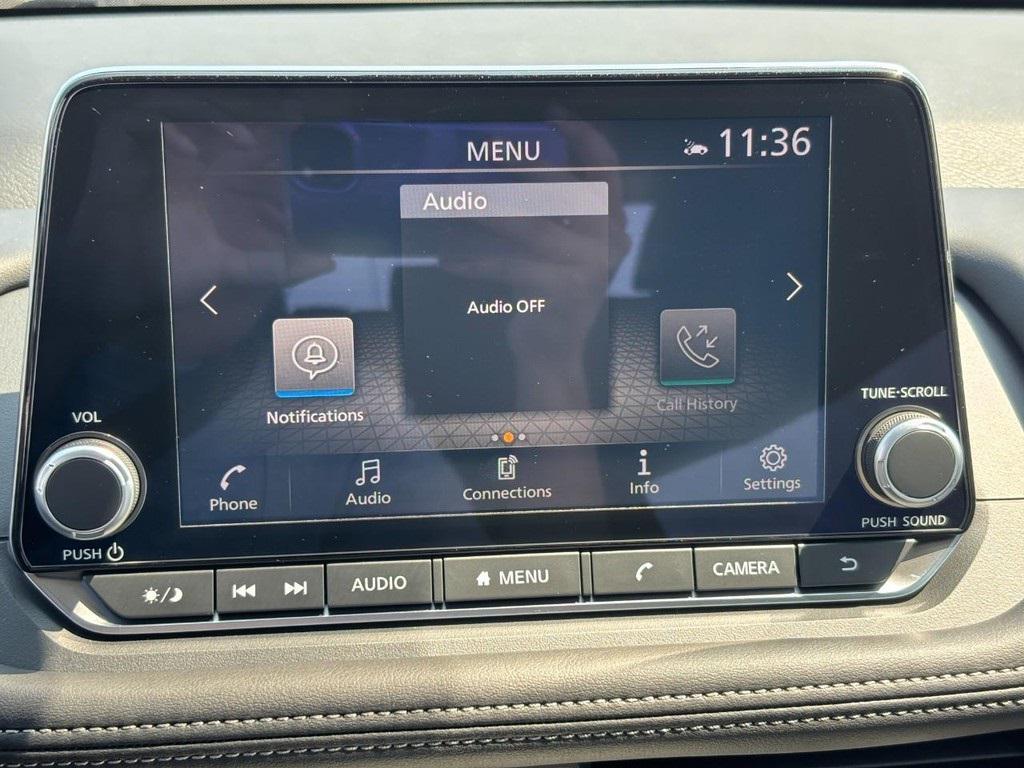 MENU
11:36
Audio
Audio OFF
Notifications
Call History
Phone
Audio
Connections
Info
Settings
VOL
PUSH
TUNE·SCROLL
PUSH SOUND
AUDIO
MENU
CAMERA